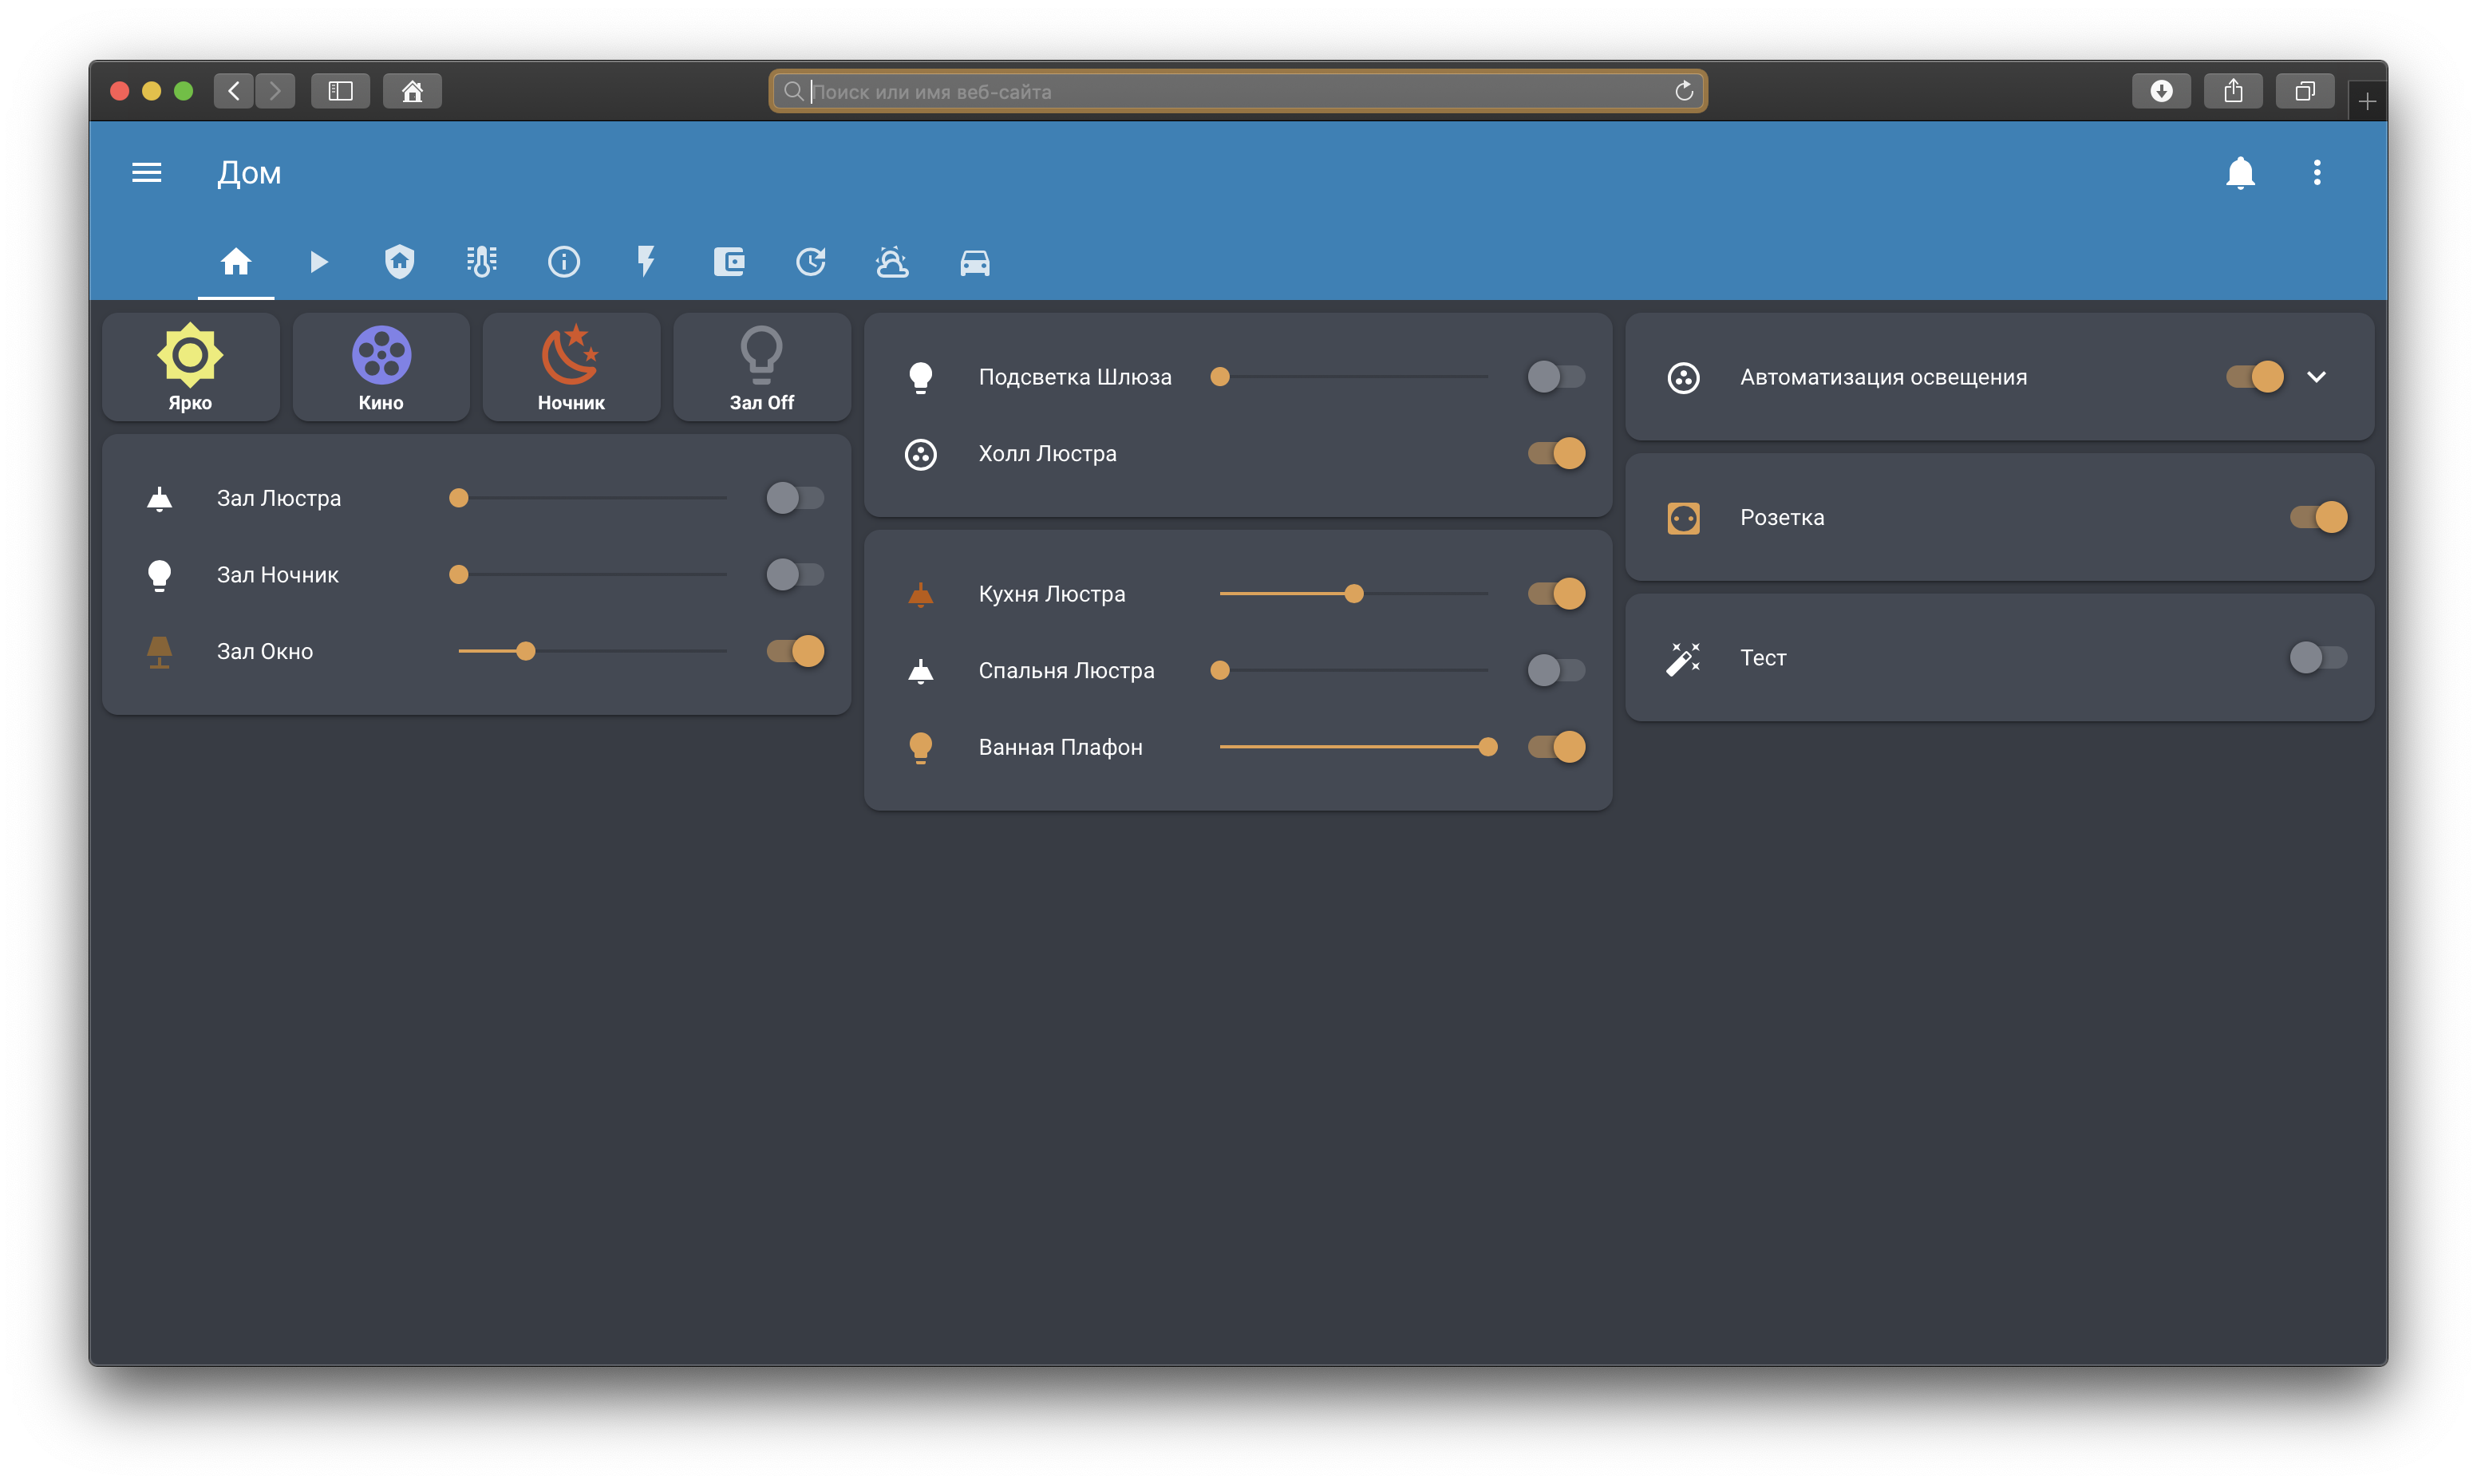 Поиск или имя веб-сайта
Дом
Ярко
Кино
Ночник
Зал Off
Зал Люстра
Зал Ночник
Зал Окно
Подсветка Шлюза
Холл Люстра
Кухня Люстра
Спальня Люстра
Ванная Плафон
Автоматизация освещения
Розетка
Тест